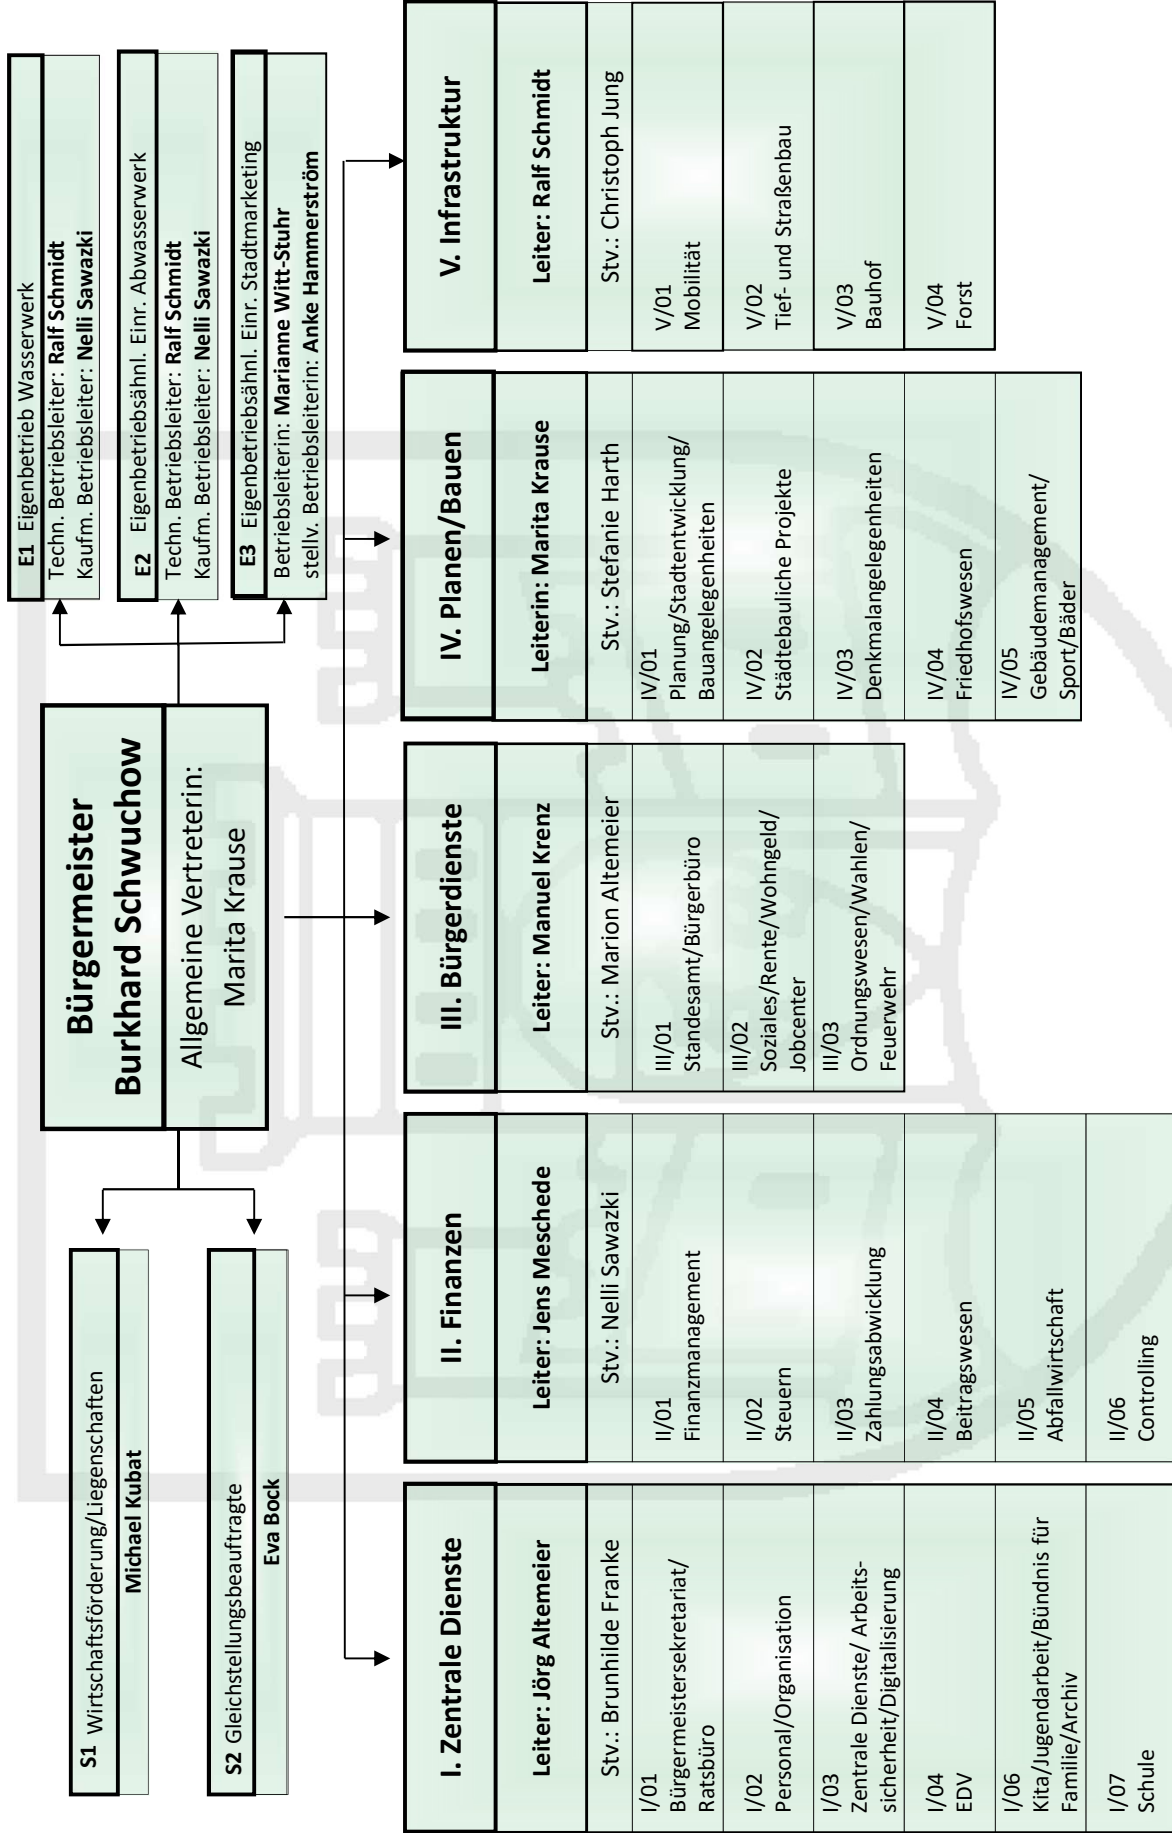 Bürgermeister
Burkhard Schwuchow
Allgemeine Vertreterin:
Marita Krause
S1 Wirtschaftsförderung/Liegenschaften
Michael Kubat
S2 Gleichstellungsbeauftragte
Eva Bock
E1 Eigenbetrieb Wasserwerk
Techn. Betriebsleiter: Ralf Schmidt
Kaufm. Betriebsleiter: Nelli Sawazki
E2 Eigenbetriebsähnl. Einr. Abwasserwerk
Techn. Betriebsleiter: Ralf Schmidt
Kaufm. Betriebsleiter: Nelli Sawazki
E3 Eigenbetriebsähnl. Einr. Stadtmarketing
Betriebsleiterin: Marianne Witt-Stuhr
stellv. Betriebsleiterin: Anke Hammerström
I. Zentrale Dienste
Leiter: Jörg Altemeier
Stv.: Brunhilde Franke
I/01
Bürgermeistersekretariat/
Ratsbüro
I/02
Personal/Organisation
I/03
Zentrale Dienste/ Arbeits-
sicherheit/Digitalisierung
I/04
EDV
I/06
Kita/Jugendarbeit/Bündnis für
Familie/Archiv
I/07
Schule
II. Finanzen
Leiter: Jens Meschede
Stv.: Nelli Sawazki
II/01
Finanzmanagement
II/02
Steuern
II/03
Zahlungsabwicklung
II/04
Beitragswesen
II/05
Abfallwirtschaft
II/06
Controlling
III. Bürgerdienste
Leiter: Manuel Krenz
Stv.: Marion Altemeier
III/01
Standesamt/Bürgerbüro
III/02
Soziales/Rente/Wohngeld/
Jobcenter
III/03
Ordnungswesen/Wahlen/
Feuerwehr
IV. Planen/Bauen
Leiterin: Marita Krause
Stv.: Stefanie Harth
IV/01
Planung/Stadtentwicklung/
Bauangelegenheiten
IV/02
Städtebauliche Projekte
IV/03
Denkmalangelegenheiten
IV/04
Friedhofswesen
IV/05
Gebäudemanagement/
Sport/Bäder
V. Infrastruktur
Leiter: Ralf Schmidt
Stv.: Christoph Jung
V/01
Mobilität
V/02
Tief- und Straßenbau
V/03
Bauhof
V/04
Forst